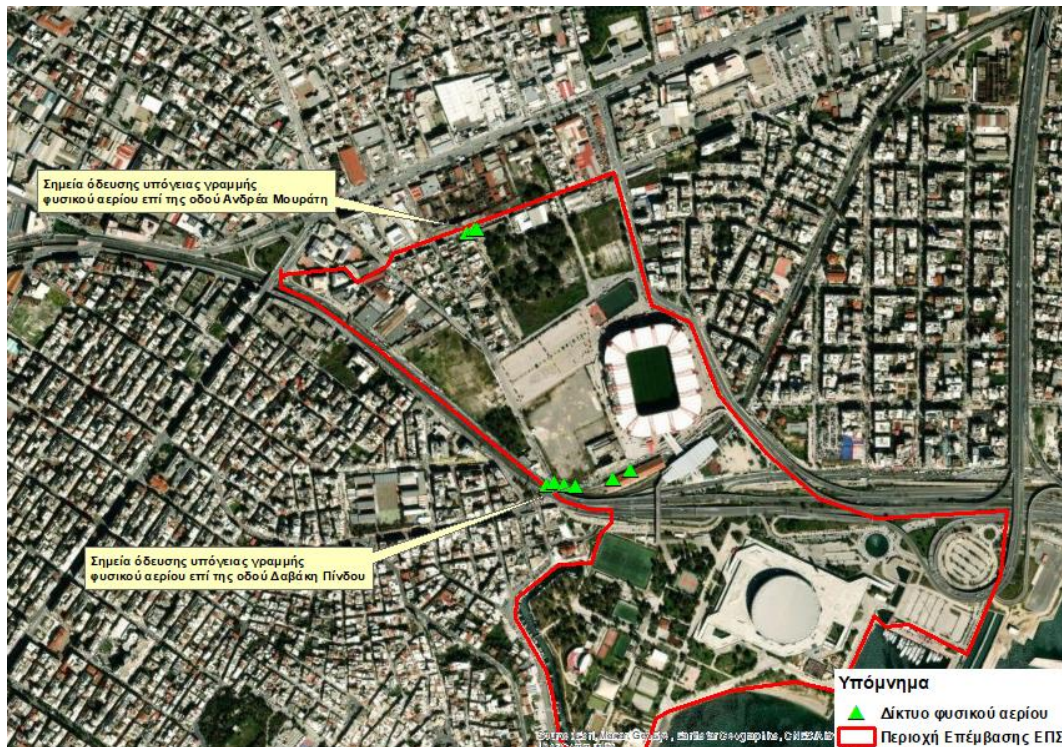 Σημεία όδευσης υπόγειας γραμμής
φυσικού αερίου επί της οδού Ανδρέα Μουράτη
Σημεία όδευσης υπόγειας γραμμής
φυσικού αερίου επί της οδού Δαβάκη Πίνδου
Υπόμνημα
Δίκτυο φυσικού αερίου
Περιοχή Επέμβασης ΕΠ